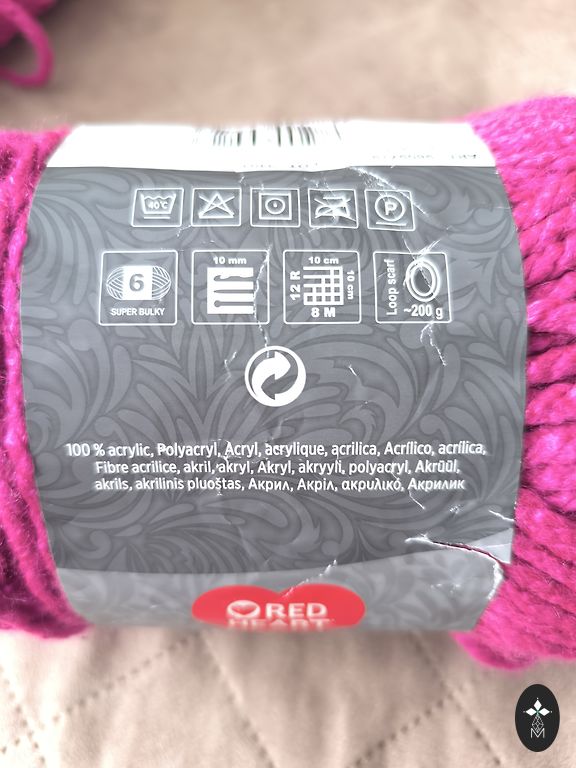 40°C
P
10 mm
10 cm
6
12 R
10 cm
Loop scarf
SUPER BULKY
8 M
~200 g
100 % acrylic, Polyacryl, Acryl, acrylique, acrilica, Acrílico, acrílica,
Fibre acrilice, akril, akryl, Akryl, akryyli, polyacryl, Akrüül,
akrils, akrilinis pluoštas, Акрил, Акріл, ακρυλικό, Акрилик
RED
HEART
M